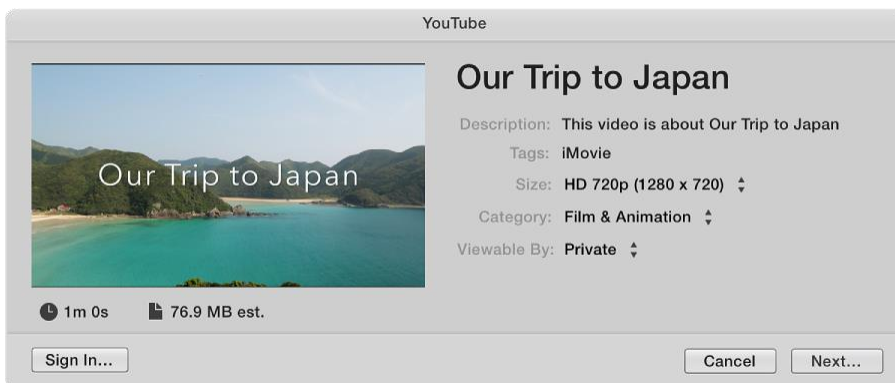 YouTube
Our Trip to Japan
Our Trip to Japan
Description: This video is about Our Trip to Japan
Tags: iMovie
Size: HD 720p (1280 x 720)
Category: Film & Animation
Viewable By: Private
1m 0s 76.9 MB est.
Sign In... Cancel Next...